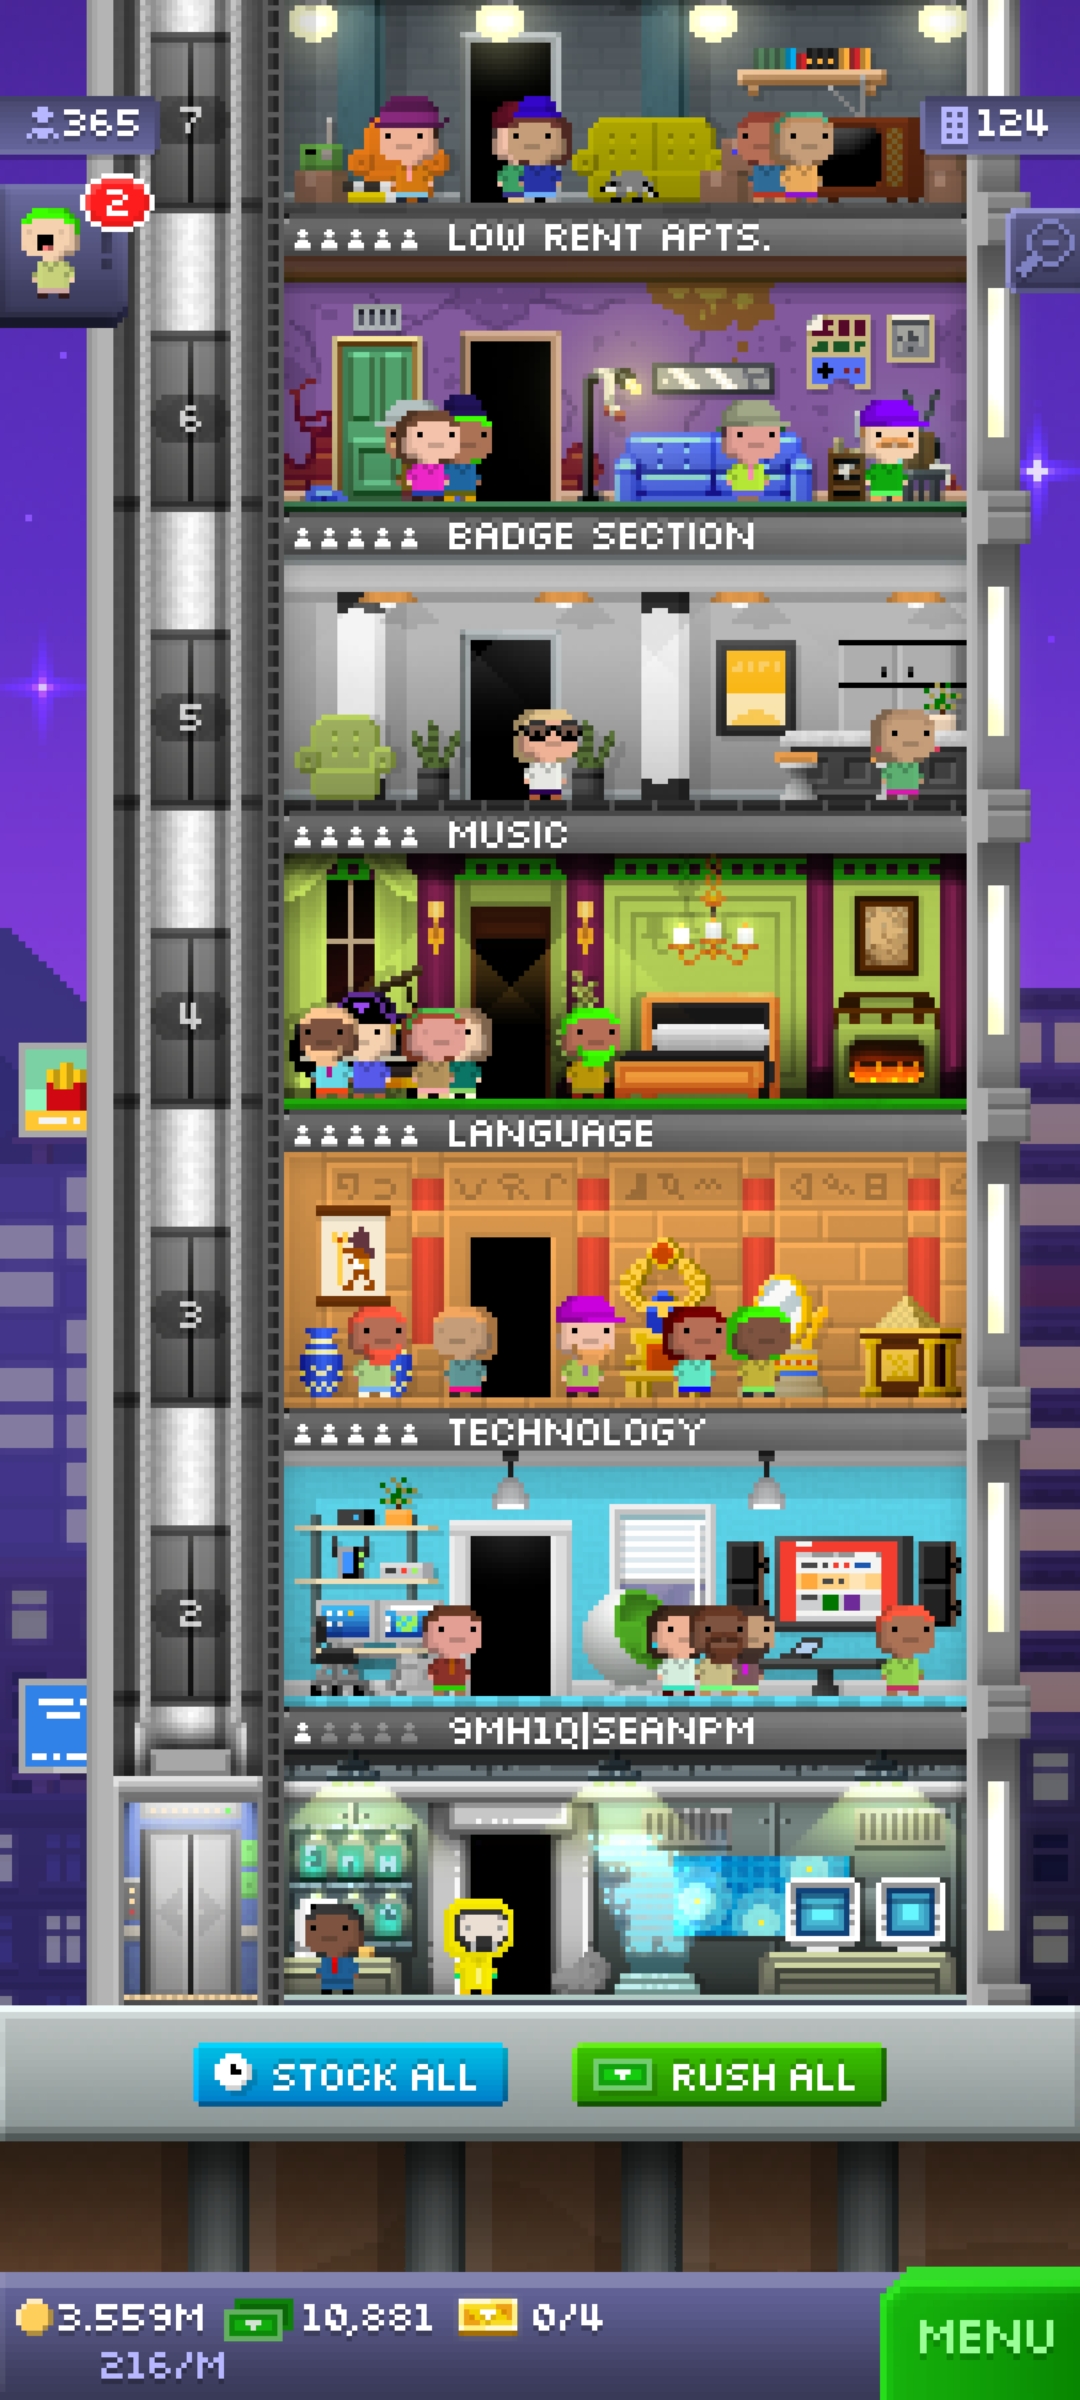 7
365
124
2
LOW RENT APTS.
6
BADGE SECTION
5
MUSIC
4
LANGUAGE
3
TECHNOLOGY
2
9MH1Q|SEANPM
STOCK ALL
RUSH ALL
3.559M
10,881
0/4
216/M
MENU